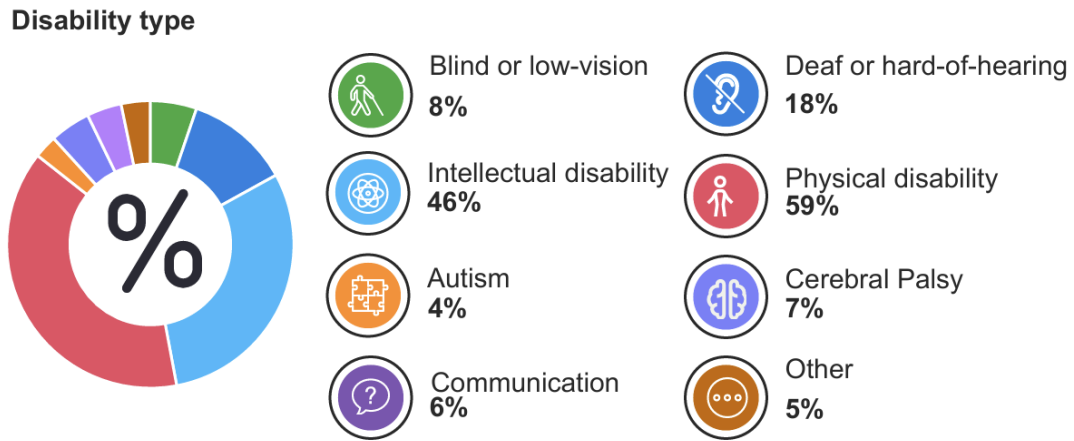 Disability type
%
Blind or low-vision
8%
Deaf or hard-of-hearing
18%
Intellectual disability
46%
Physical disability
59%
Autism
4%
Cerebral Palsy
7%
?
Communication
6%
Other
5%